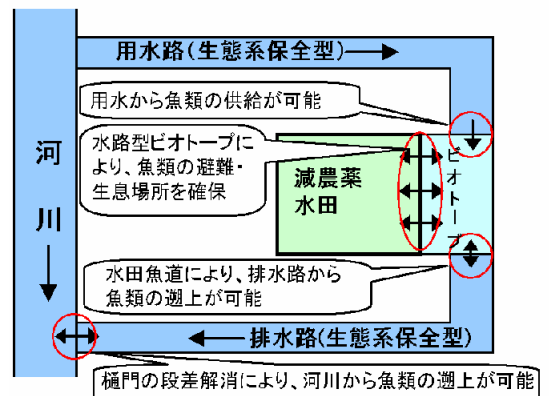 用水路(生態系保全型)
用水から魚類の供給が可能
河川
水路型ビオトープに
より、魚類の避難・
生息場所を確保
減農薬
水田
ビオトープ
水田魚道により、排水路から
魚類の遡上が可能
排水路(生態系保全型)
樋門の段差解消により、河川から魚類の遡上が可能